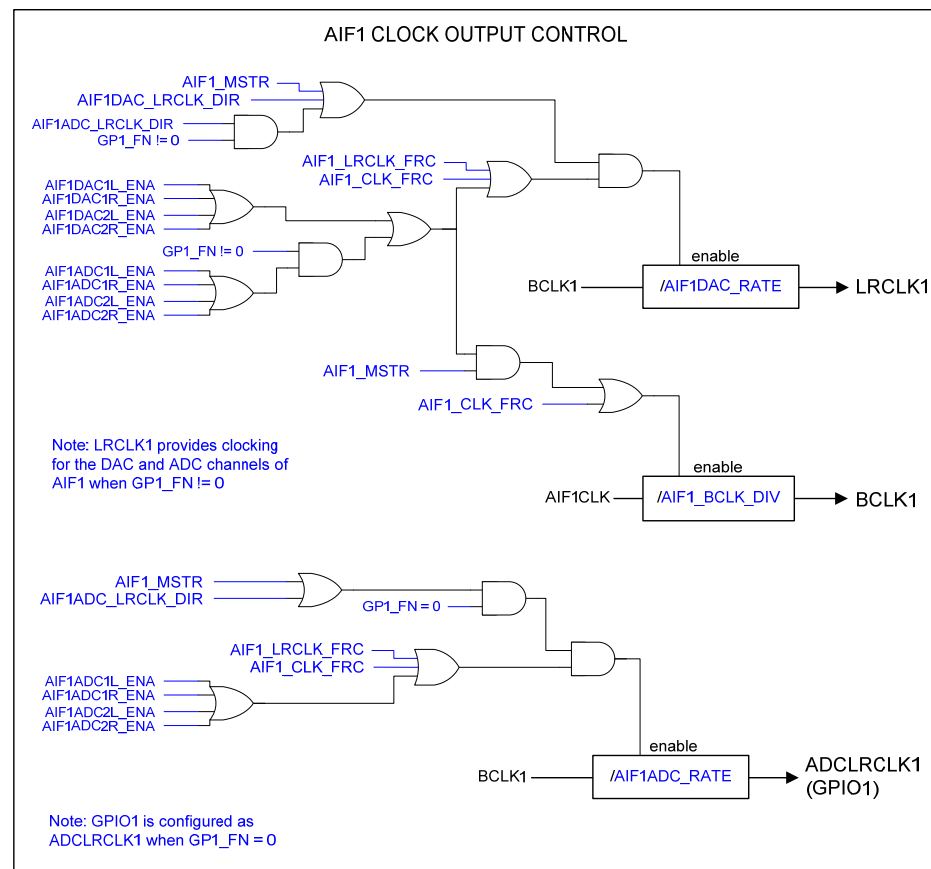 AIF1 CLOCK OUTPUT CONTROL
AIF1_MSTR
AIF1DAC_LRCLK_DIR
AIF1ADC_LRCLK_DIR
GP1_FN != 0
AIF1_LRCLK_FRC
AIF1_CLK_FRC
AIF1DAC1L_ENA
AIF1DAC1R_ENA
AIF1DAC2L_ENA
AIF1DAC2R_ENA
GP1_FN != 0
AIF1ADC1L_ENA
AIF1ADC1R_ENA
AIF1ADC2L_ENA
AIF1ADC2R_ENA
enable
BCLK1
/AIF1DAC_RATE
LRCLK1
AIF1_MSTR
AIF1_CLK_FRC
Note: LRCLK1 provides clocking
for the DAC and ADC channels of
AIF1 when GP1_FN != 0
enable
AIF1CLK
/AIF1_BCLK_DIV
BCLK1
AIF1_MSTR
AIF1ADC_LRCLK_DIR
GP1_FN = 0
AIF1_LRCLK_FRC
AIF1_CLK_FRC
AIF1ADC1L_ENA
AIF1ADC1R_ENA
AIF1ADC2L_ENA
AIF1ADC2R_ENA
enable
BCLK1
/AIF1ADC_RATE
ADCLRCLK1
(GPIO1)
Note: GPIO1 is configured as
ADCLRCLK1 when GP1_FN = 0